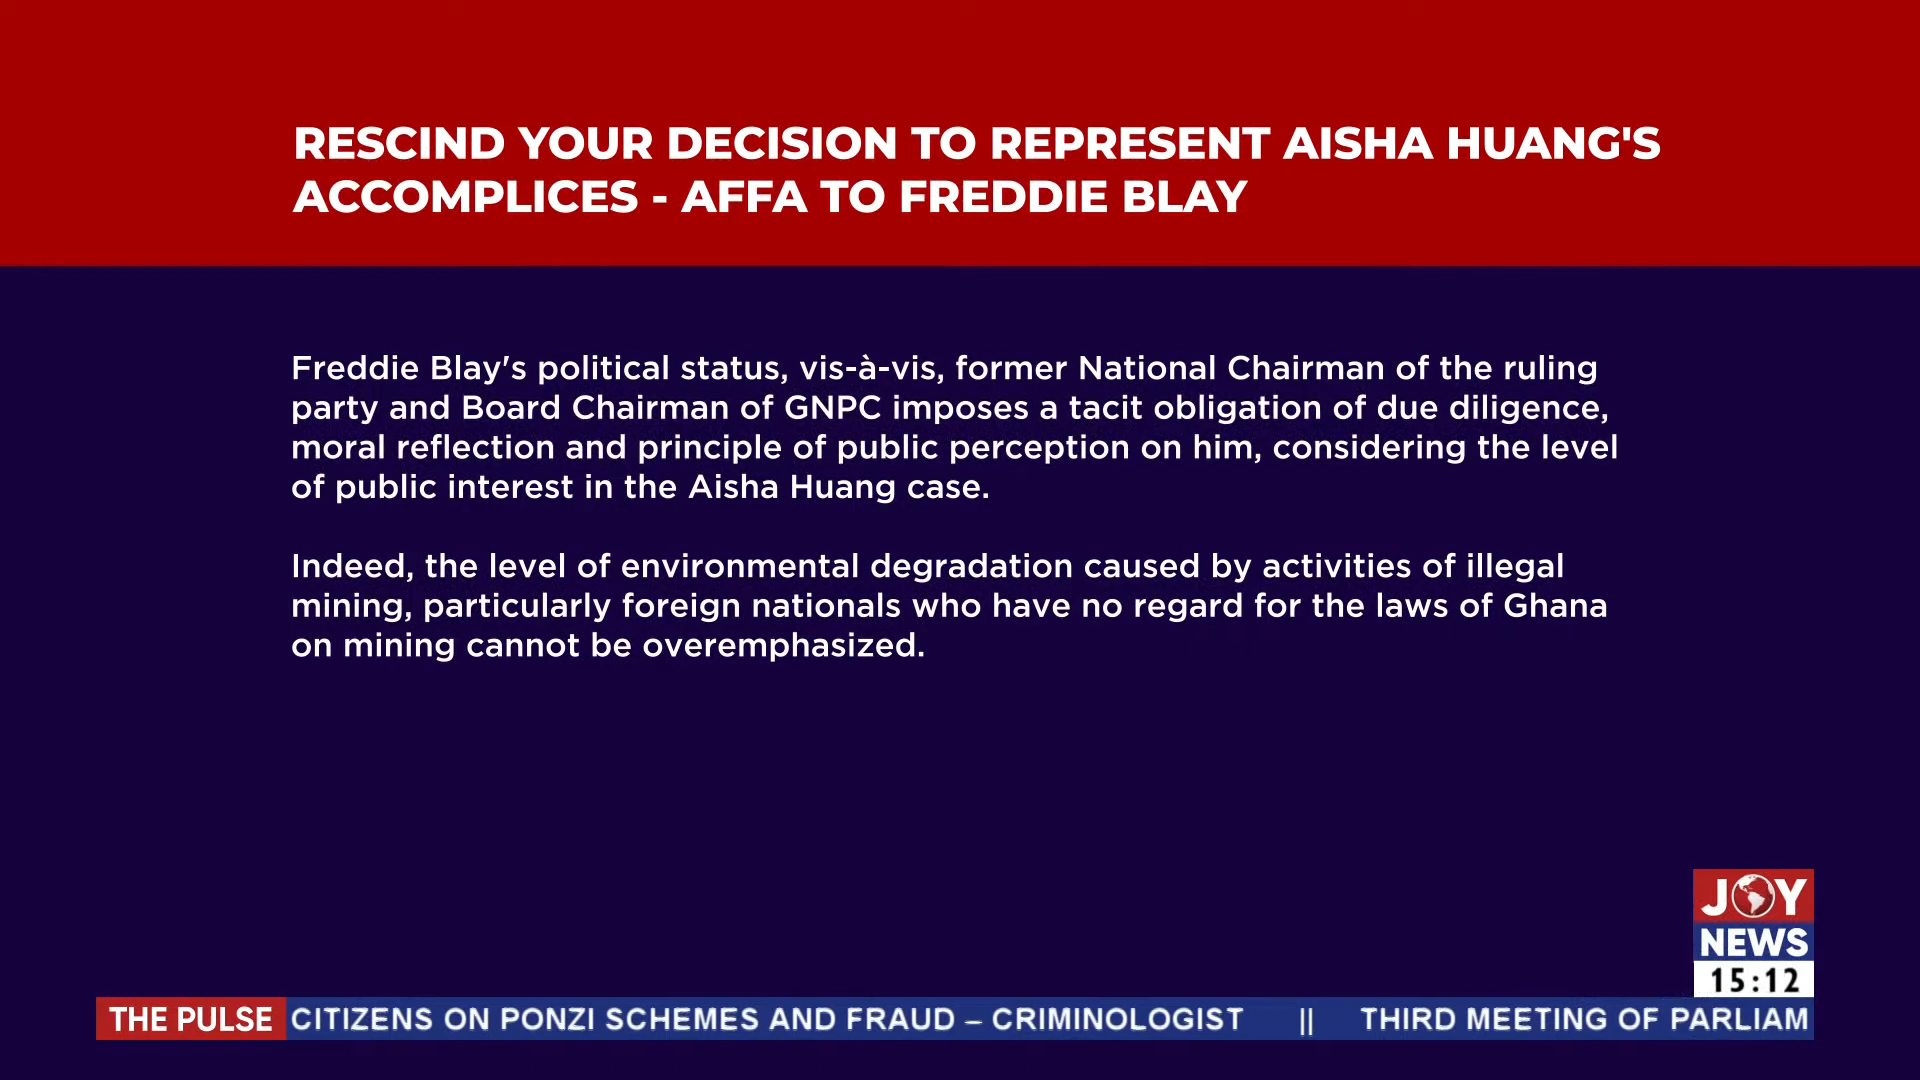 RESCIND YOUR DECISION TO REPRESENT AISHA HUANG'S
ACCOMPLICES - AFFA TO FREDDIE BLAY
Freddie Blay's political status, vis-à-vis, former National Chairman of the ruling
party and Board Chairman of GNPC imposes a tacit obligation of due diligence,
moral reflection and principle of public perception on him, considering the level
of public interest in the Aisha Huang case.
Indeed, the level of environmental degradation caused by activities of illegal
mining, particularly foreign nationals who have no regard for the laws of Ghana
on mining cannot be overemphasized.
JOY
NEWS
15:12
THE PULSE CITIZENS ON PONZI SCHEMES AND FRAUD – CRIMINOLOGIST || THIRD MEETING OF PARLIAM